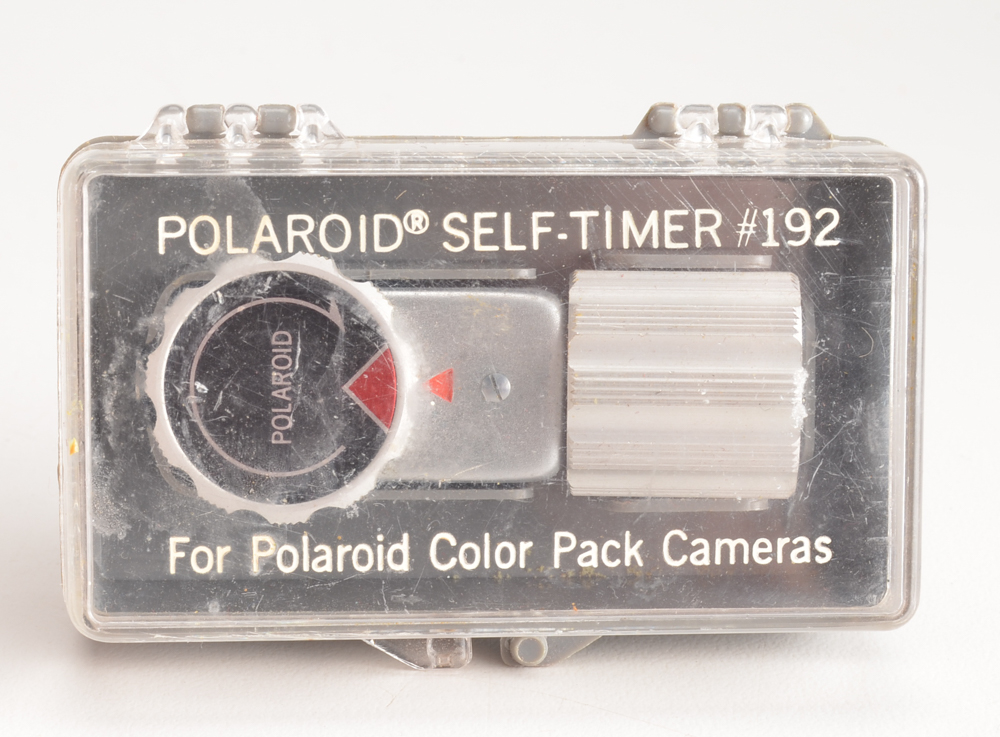 POLAROID® SELF-TIMER #192
POLAROID
For Polaroid Color Pack Cameras